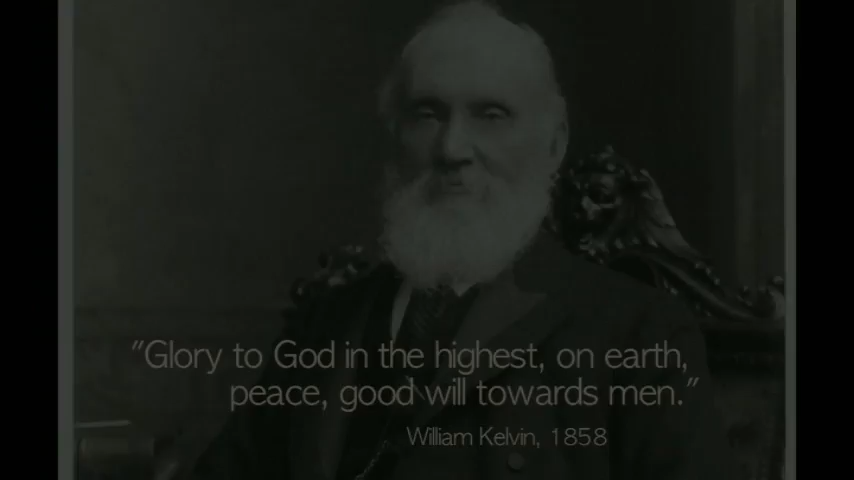 "Glory to God in the highest, on earth,
peace, good will towards men."
William Kelvin, 1858